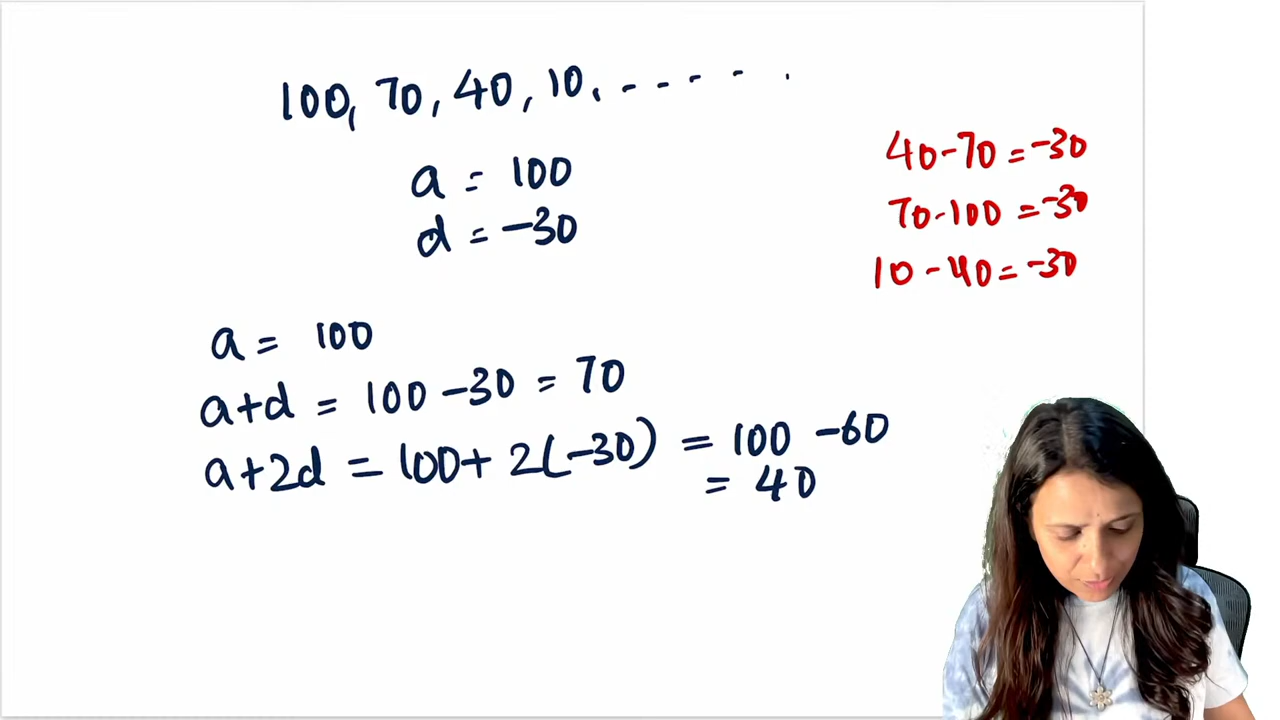 100, 70, 40, 10, - - - - - .
a = 100
d = -30
40-70 = -30
70-100 = -30
10-40 = -30
a = 100
a+d = 100 -30 = 70
a+2d = 100+ 2(-30) = 100 -60
= 40